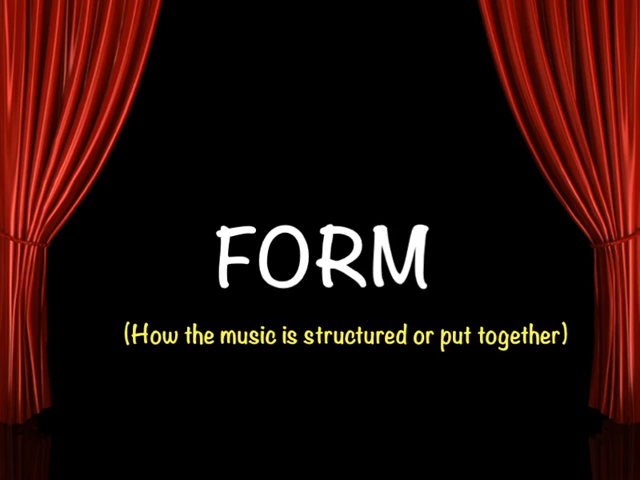 FORM
(How the music is structured or put together)